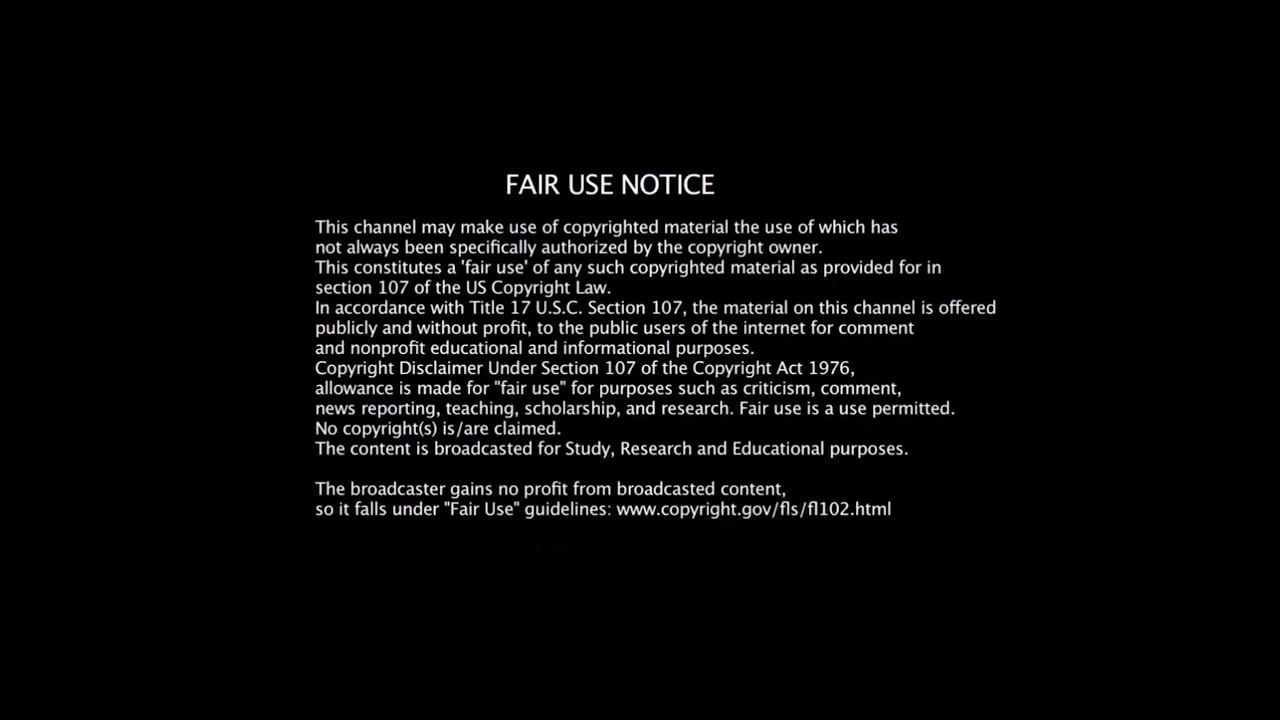 FAIR USE NOTICE
This channel may make use of copyrighted material the use of which has
not always been specifically authorized by the copyright owner.
This constitutes a 'fair use' of any such copyrighted material as provided for in
section 107 of the US Copyright Law.
In accordance with Title 17 U.S.C. Section 107, the material on this channel is offered
publicly and without profit, to the public users of the internet for comment
and nonprofit educational and informational purposes.
Copyright Disclaimer Under Section 107 of the Copyright Act 1976,
allowance is made for "fair use" for purposes such as criticism, comment,
news reporting, teaching, scholarship, and research. Fair use is a use permitted.
No copyright(s) is/are claimed.
The content is broadcasted for Study, Research and Educational purposes.
The broadcaster gains no profit from broadcasted content,
so it falls under "Fair Use" guidelines: www.copyright.gov/fls/fl102.html